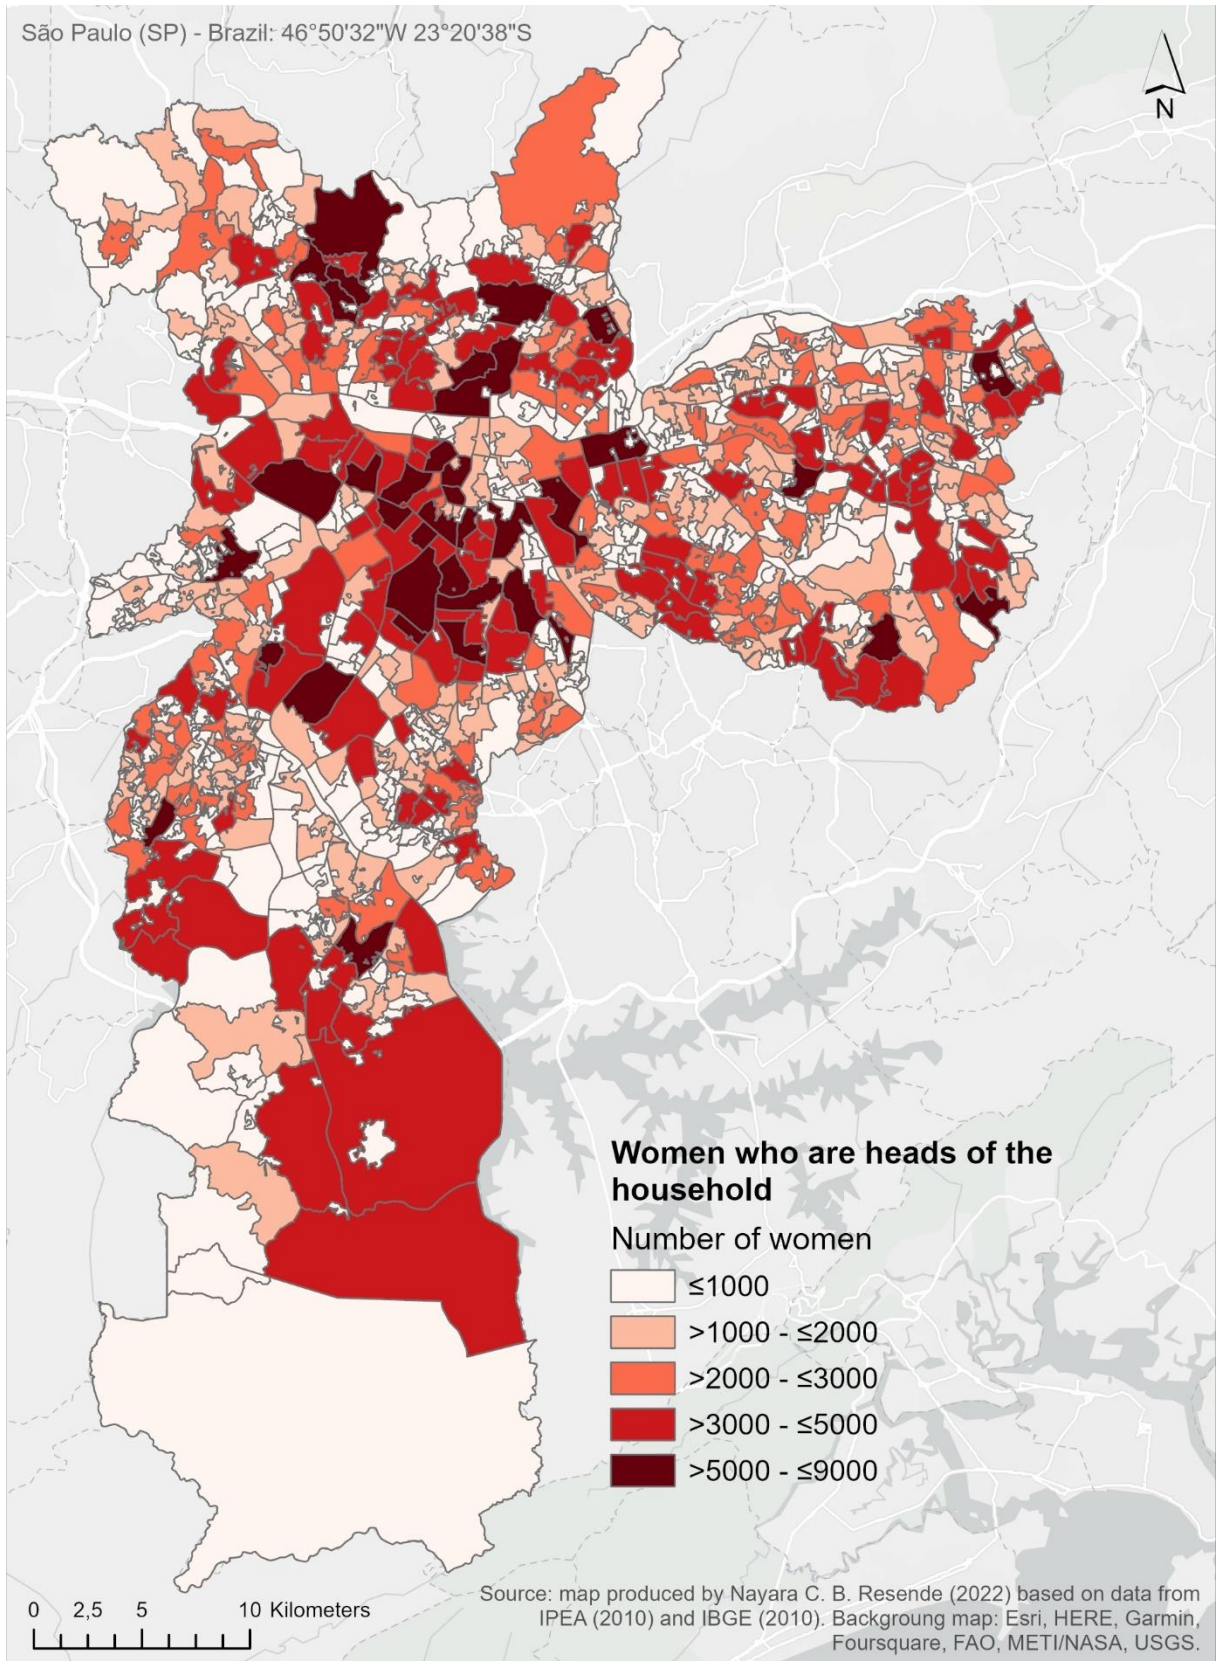 São Paulo (SP) - Brazil: 46°50'32"W 23°20'38"S
N
Women who are heads of the
household
Number of women
≤1000
>1000 - ≤2000
>2000 - ≤3000
>3000 - ≤5000
>5000 - ≤9000
0 2,5 5 10 Kilometers
Source: map produced by Nayara C. B. Resende (2022) based on data from
IPEA (2010) and IBGE (2010). Backgroung map: Esri, HERE, Garmin,
Foursquare, FAO, METI/NASA, USGS.